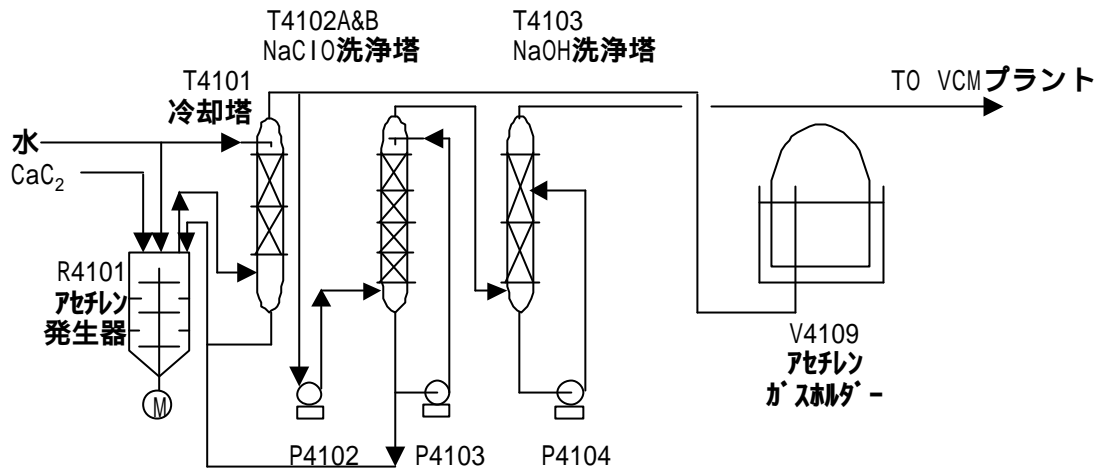 T4102A&B
NaClO洗浄塔
T4103
NaOH洗浄塔
T4101
冷却塔
TO VCMプラント
水
CaC₂
R4101
アセチレン
発生器
M
V4109
アセチレン
ガスホルダー
P4102
P4103
P4104